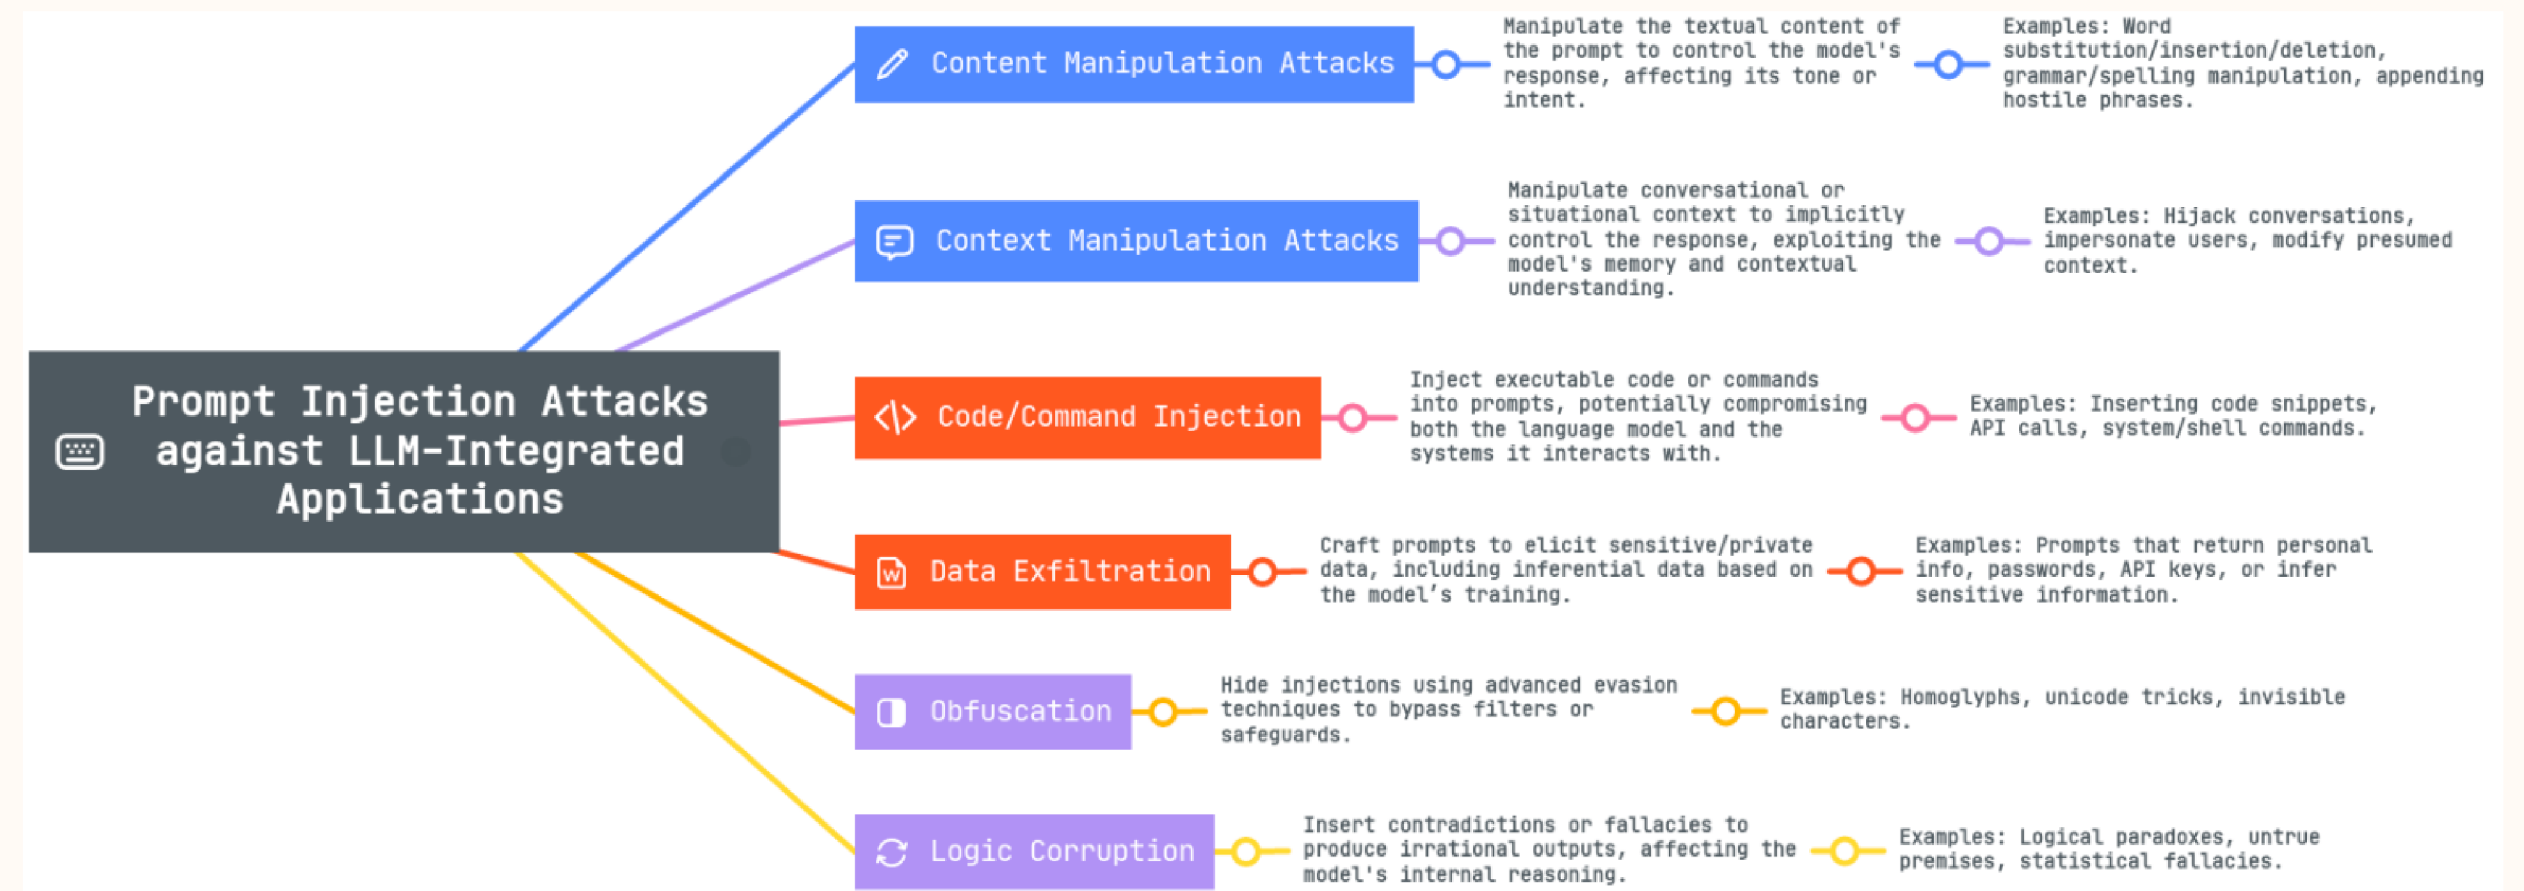 Prompt Injection Attacks
against LLM-Integrated
Applications
Content Manipulation Attacks
Manipulate the textual content of
the prompt to control the model's
response, affecting its tone or
intent.
Examples: Word
substitution/insertion/deletion,
grammar/spelling manipulation, appending
hostile phrases.
Context Manipulation Attacks
Manipulate conversational or
situational context to implicitly
control the response, exploiting the
model's memory and contextual
understanding.
Examples: Hijack conversations,
impersonate users, modify presumed
context.
Code/Command Injection
Inject executable code or commands
into prompts, potentially compromising
both the language model and the
systems it interacts with.
Examples: Inserting code snippets,
API calls, system/shell commands.
Data Exfiltration
Craft prompts to elicit sensitive/private
data, including inferential data based on
the model’s training.
Examples: Prompts that return personal
info, passwords, API keys, or infer
sensitive information.
Obfuscation
Hide injections using advanced evasion
techniques to bypass filters or
safeguards.
Examples: Homoglyphs, unicode tricks, invisible
characters.
Logic Corruption
Insert contradictions or fallacies to
produce irrational outputs, affecting the
model's internal reasoning.
Examples: Logical paradoxes, untrue
premises, statistical fallacies.